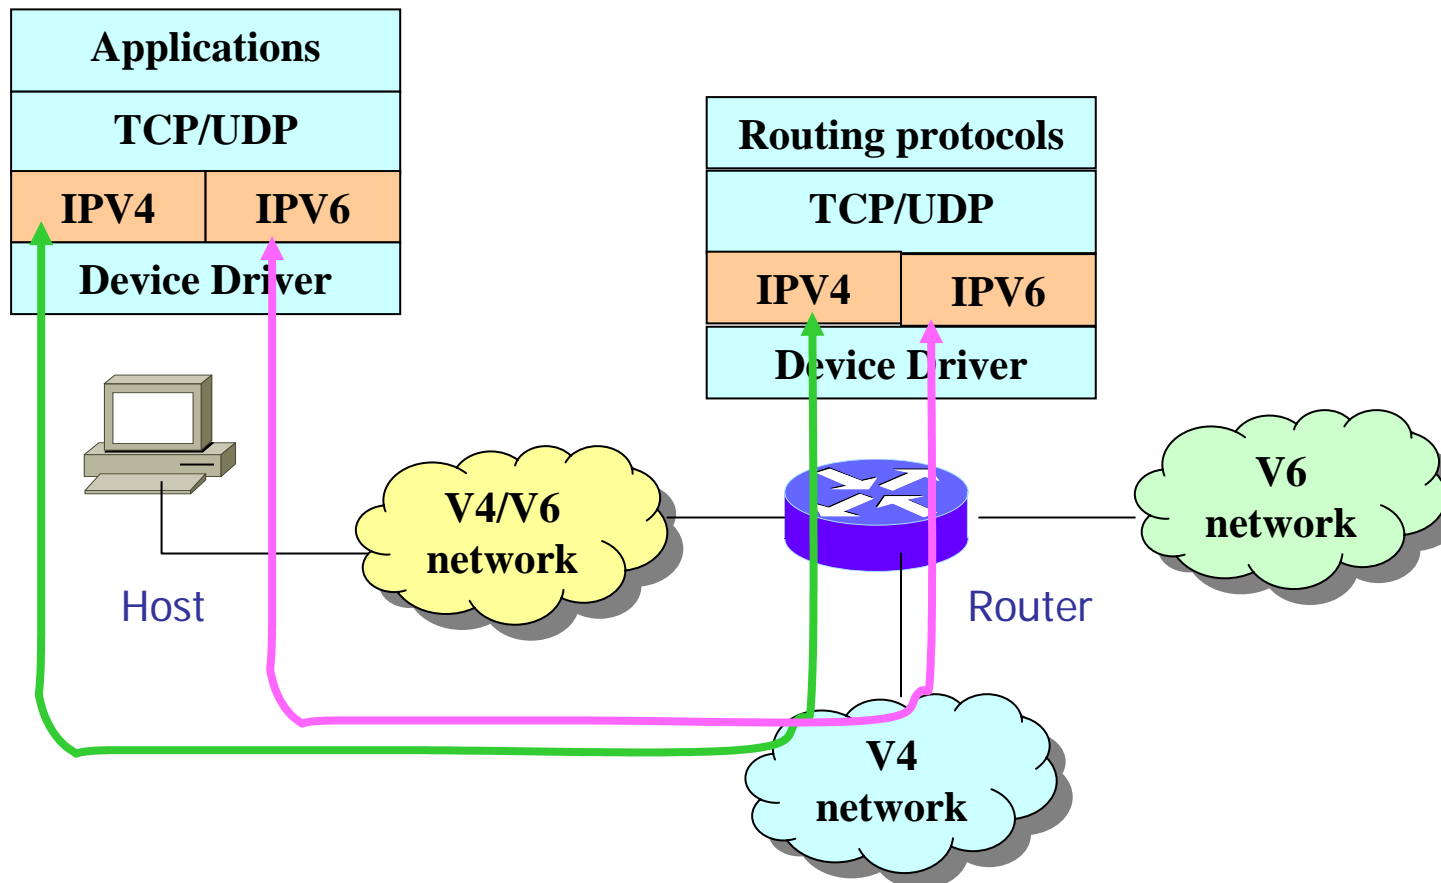 Applications
TCP/UDP
IPV4 IPV6
Device Driver
Routing protocols
TCP/UDP
IPV4 IPV6
Device Driver
Host
V4/V6
network
Router
V6
network
V4
network